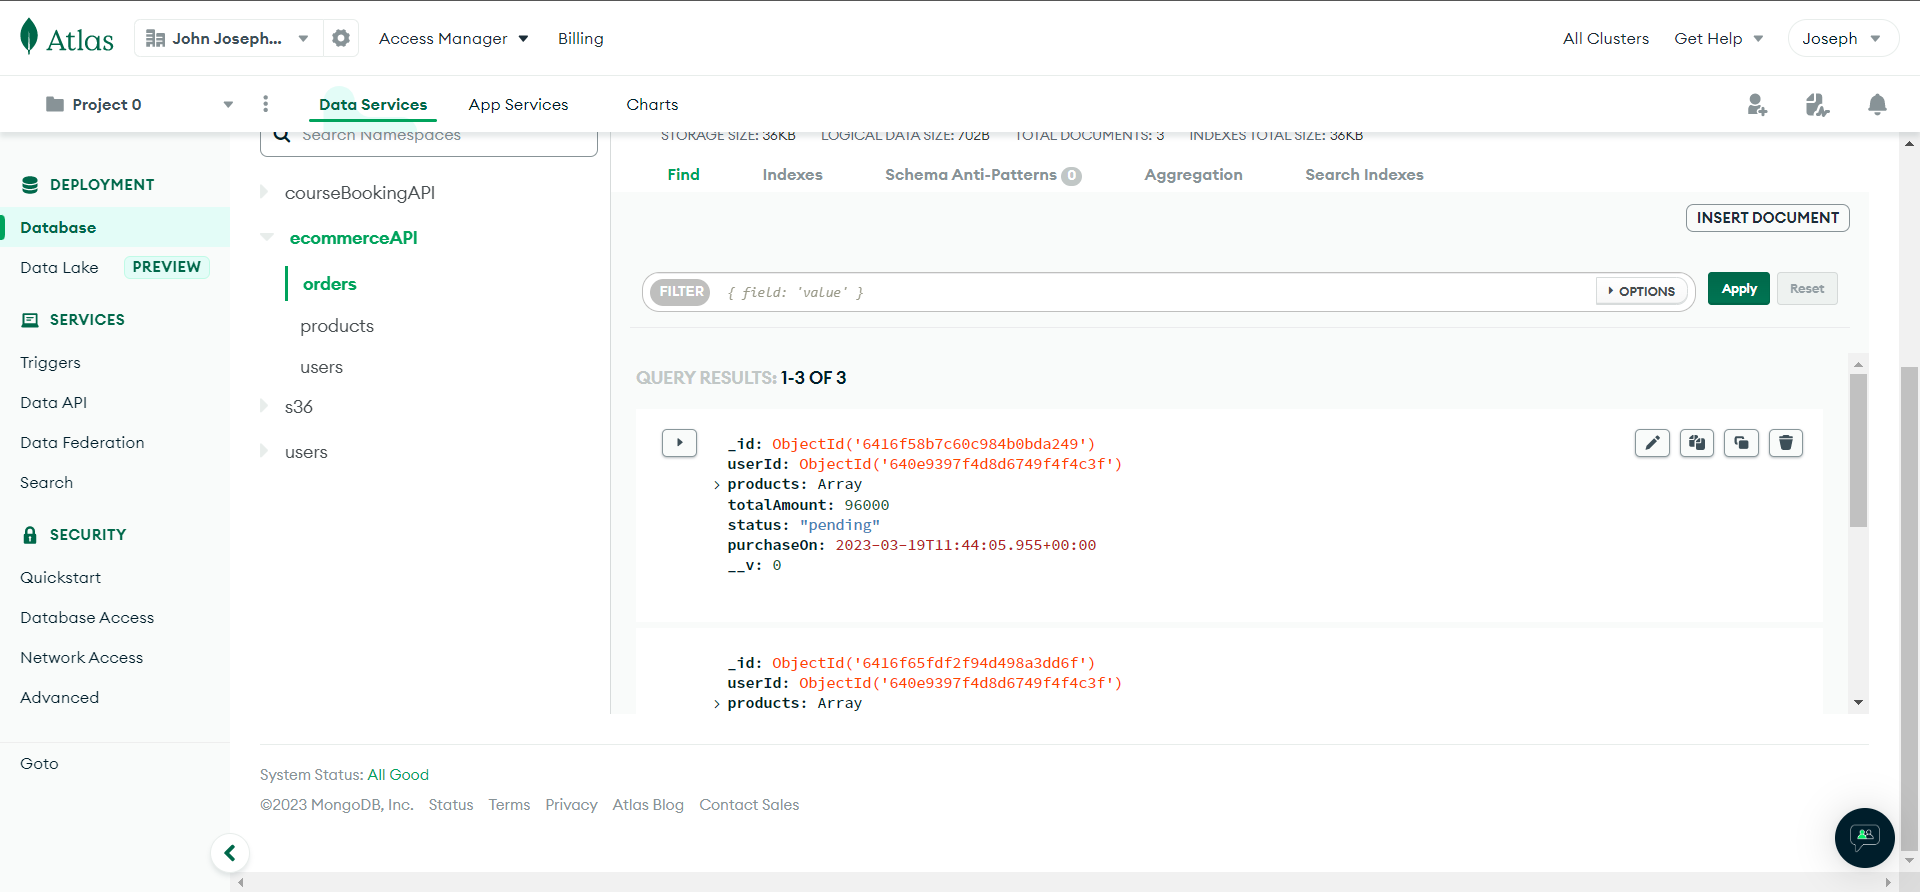 Atlas
John Joseph...
Access Manager
Billing
All Clusters
Get Help
Joseph
Project 0
Data Services
App Services
Charts
Search Namespaces
STORAGE SIZE: 36KB LOGICAL DATA SIZE: 702B TOTAL DOCUMENTS: 3 INDEXES TOTAL SIZE: 36KB
DEPLOYMENT
Database
Data Lake PREVIEW
SERVICES
Triggers
Data API
Data Federation
Search
SECURITY
Quickstart
Database Access
Network Access
Advanced
Goto
courseBookingAPI
ecommerceAPI
orders
products
users
s36
users
Find Indexes Schema Anti-Patterns 0 Aggregation Search Indexes
INSERT DOCUMENT
FILTER { field: 'value' } OPTIONS Apply Reset
QUERY RESULTS: 1-3 OF 3
_id: ObjectId('6416f58b7c60c984b0bda249')
userId: ObjectId('640e9397f4d8d6749f4f4c3f')
products: Array
totalAmount: 96000
status: "pending"
purchaseOn: 2023-03-19T11:44:05.955+00:00
__v: 0
_id: ObjectId('6416f65fdf2f94d498a3dd6f')
userId: ObjectId('640e9397f4d8d6749f4f4c3f')
products: Array
System Status: All Good
©2023 MongoDB, Inc. Status Terms Privacy Atlas Blog Contact Sales